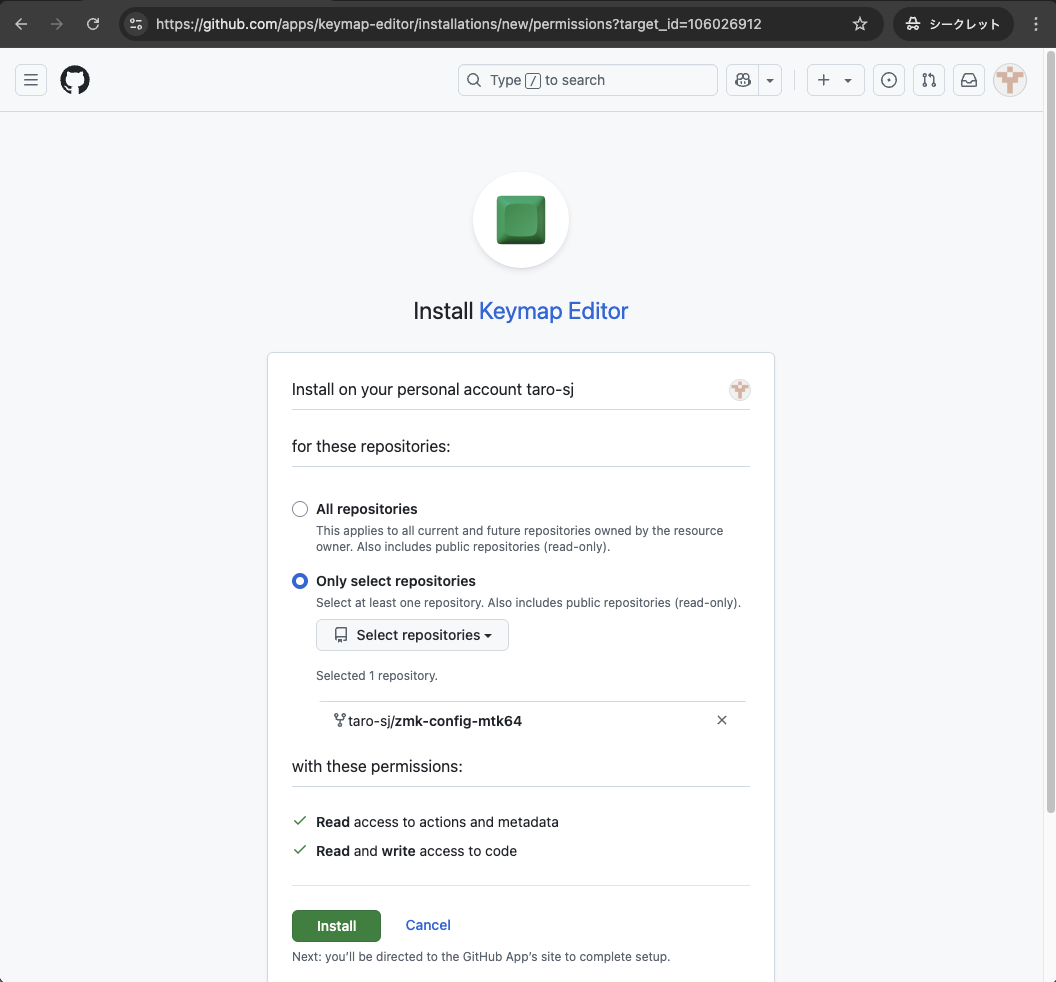 https://github.com/apps/keymap-editor/installations/new/permissions?target_id=106026912
シークレット
Type / to search
Install Keymap Editor
Install on your personal account taro-sj
for these repositories:
All repositories
This applies to all current and future repositories owned by the resource
owner. Also includes public repositories (read-only).
Only select repositories
Select at least one repository. Also includes public repositories (read-only).
Select repositories
Selected 1 repository.
taro-sj/zmk-config-mtk64
with these permissions:
Read access to actions and metadata
Read and write access to code
Install
Cancel
Next: you’ll be directed to the GitHub App’s site to complete setup.